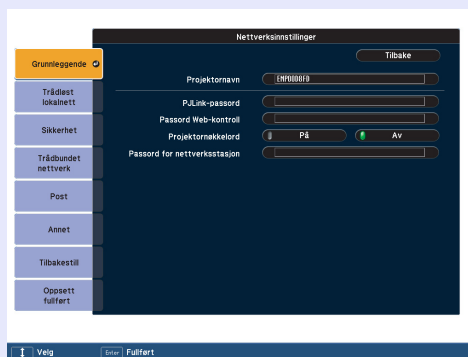 Nettverksinnstillinger
Tilbake
Grunnleggende
Projektornavn EMP0D08FD
Trådløst
lokalnett
PJLink-passord
Passord Web-kontroll
Sikkerhet
Projektornøkkelord På Av
Trådbundet
nettverk
Passord for nettverksstasjon
Post
Annet
Tilbakestill
Oppsett
fullført
Velg Enter Fullført